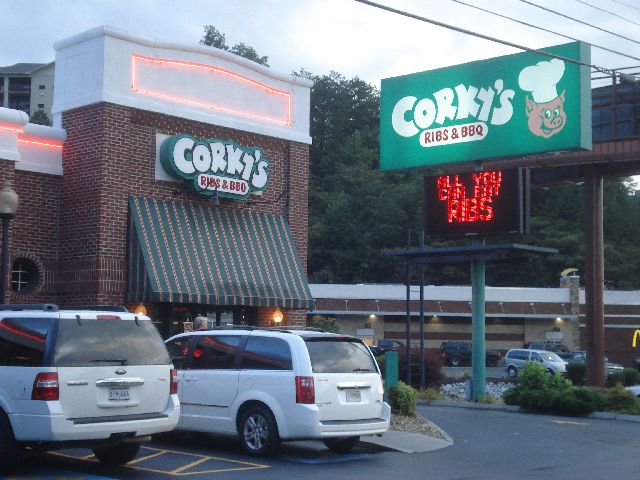 CORKY'S
RIBS & BBQ
CORKY'S
RIBS & BBQ
ALL YOU
RIBS